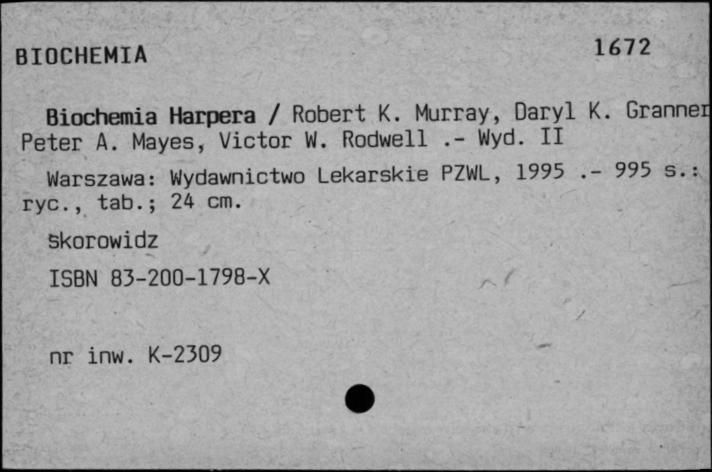 BIOCHEMIA 1672
Biochemia Harpera / Robert K. Murray, Daryl K. Granner
Peter A. Mayes, Victor W. Rodwell .- Wyd. II
Warszawa: Wydawnictwo Lekarskie PZWL, 1995 .- 995 s.:
ryc., tab.; 24 cm.
skorowidz
ISBN 83-200-1798-X
nr inw. K-2309